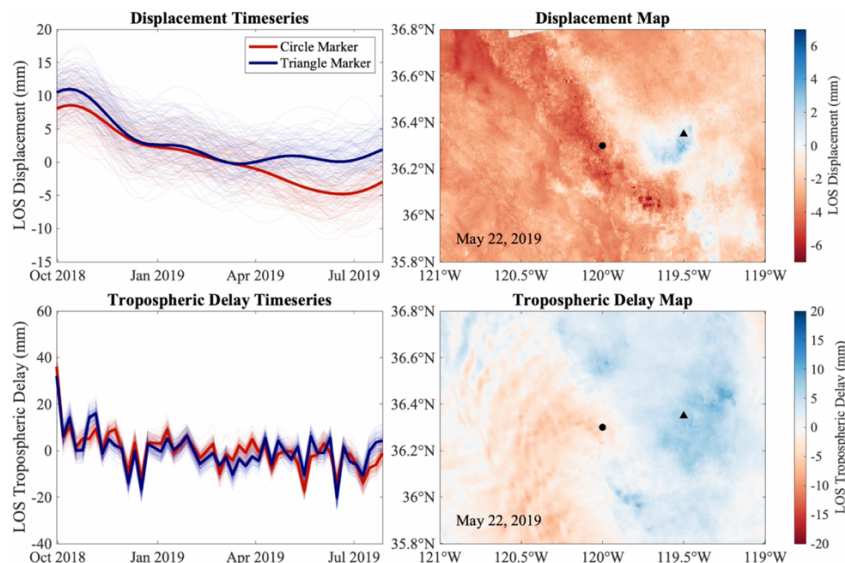 Displacement Timeseries
LOS Displacement (mm)
20
15
10
5
0
-5
-10
-15
Oct 2018
Jan 2019
Apr 2019
Jul 2019
Circle Marker
Triangle Marker
Displacement Map
36.8°N
36.6°N
36.4°N
36.2°N
36°N
35.8°N
121°W
120.5°W
120°W
119.5°W
119°W
May 22, 2019
6
4
2
0
-2
-4
-6
LOS Displacement (mm)
Tropospheric Delay Timeseries
LOS Tropospheric Delay (mm)
60
40
20
0
-20
-40
Oct 2018
Jan 2019
Apr 2019
Jul 2019
Tropospheric Delay Map
36.8°N
36.6°N
36.4°N
36.2°N
36°N
35.8°N
121°W
120.5°W
120°W
119.5°W
119°W
May 22, 2019
20
15
10
5
0
-5
-10
-15
-20
LOS Tropospheric Delay (mm)